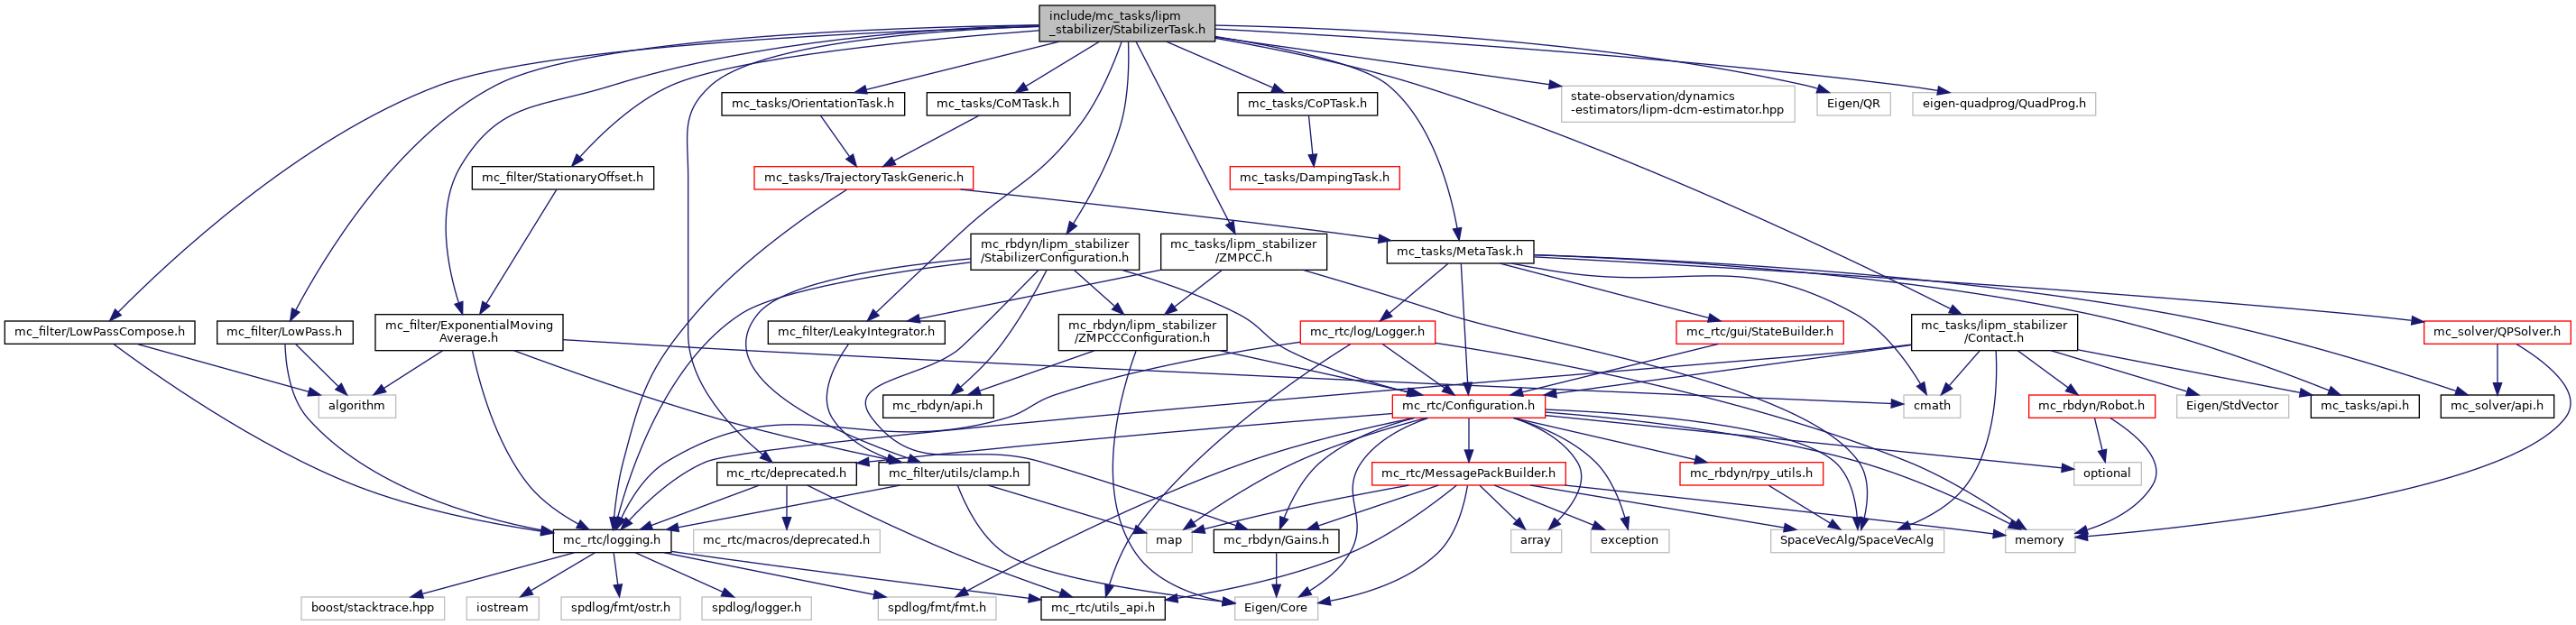 include/mc_tasks/lipm
_stabilizer/StabilizerTask.h
mc_tasks/OrientationTask.h
mc_tasks/CoMTask.h
mc_tasks/CoPTask.h
state-observation/dynamics
-estimators/lipm-dcm-estimator.hpp
Eigen/QR
eigen-quadprog/QuadProg.h
mc_filter/StationaryOffset.h
mc_tasks/TrajectoryTaskGeneric.h
mc_tasks/DampingTask.h
mc_rbdyn/lipm_stabilizer
/StabilizerConfiguration.h
mc_tasks/lipm_stabilizer
/ZMPCC.h
mc_tasks/MetaTask.h
mc_filter/LowPassCompose.h
mc_filter/LowPass.h
mc_filter/ExponentialMoving
Average.h
mc_filter/LeakyIntegrator.h
mc_rbdyn/lipm_stabilizer
/ZMPCCConfiguration.h
mc_rtc/log/Logger.h
mc_rtc/gui/StateBuilder.h
mc_tasks/lipm_stabilizer
/Contact.h
mc_solver/QPSolver.h
algorithm
mc_rbdyn/api.h
mc_rtc/Configuration.h
cmath
mc_rbdyn/Robot.h
Eigen/StdVector
mc_tasks/api.h
mc_solver/api.h
mc_rtc/deprecated.h
mc_filter/utils/clamp.h
mc_rtc/MessagePackBuilder.h
mc_rbdyn/rpy_utils.h
optional
mc_rtc/logging.h
mc_rtc/macros/deprecated.h
map
mc_rbdyn/Gains.h
array
exception
SpaceVecAlg/SpaceVecAlg
memory
boost/stacktrace.hpp
iostream
spdlog/fmt/ostr.h
spdlog/logger.h
spdlog/fmt/fmt.h
mc_rtc/utils_api.h
Eigen/Core